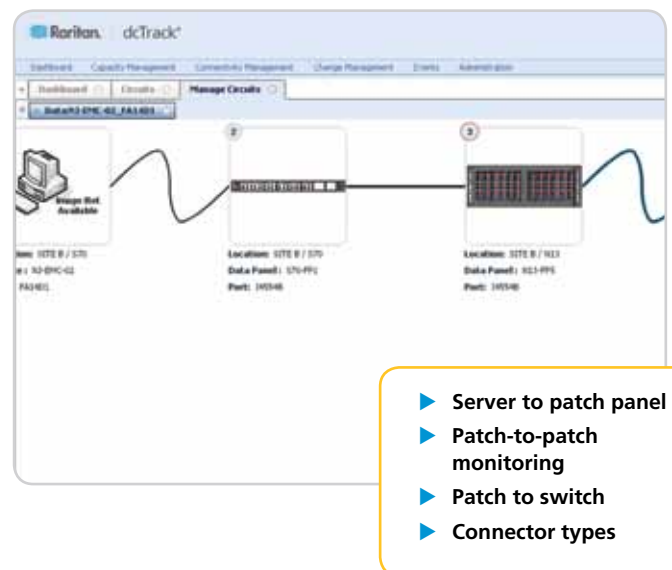 Raritan. dcTrack®
Dashboard Capacity Management Connectivity Management Change Management Events Administration
Dashboard Circuits Manage Circuits
2
3
Image Not
Available
Location: SITE B / S70
Data Panel: S70-PP1
Location: SITE B / N13
Data Panel: N13-PP5
Server to patch panel
Patch-to-patch
monitoring
Patch to switch
Connector types